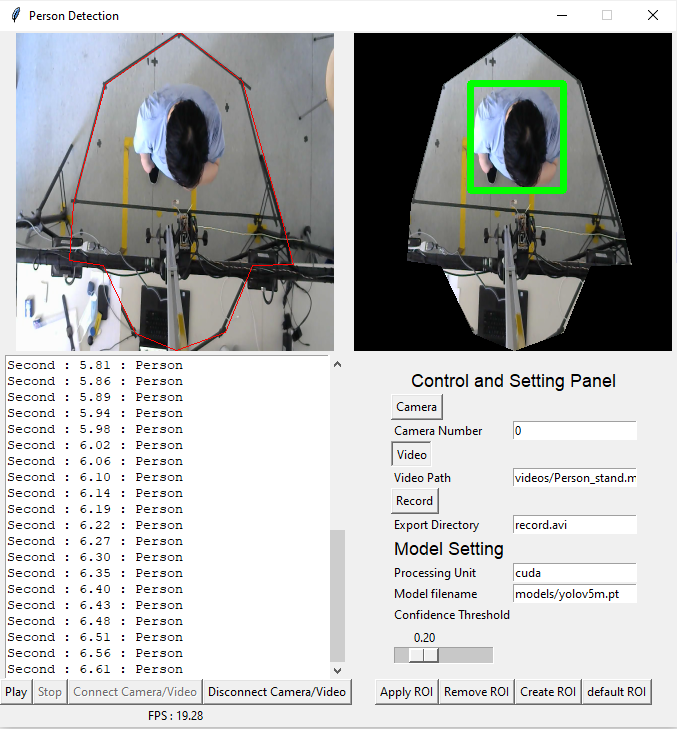 Person Detection
Second : 5.81 : Person
Second : 5.86 : Person
Second : 5.89 : Person
Second : 5.94 : Person
Second : 5.98 : Person
Second : 6.02 : Person
Second : 6.06 : Person
Second : 6.10 : Person
Second : 6.14 : Person
Second : 6.19 : Person
Second : 6.22 : Person
Second : 6.27 : Person
Second : 6.30 : Person
Second : 6.35 : Person
Second : 6.40 : Person
Second : 6.43 : Person
Second : 6.48 : Person
Second : 6.51 : Person
Second : 6.56 : Person
Second : 6.61 : Person
Control and Setting Panel
Camera
Camera Number 0
Video
Video Path videos/Person_stand.m
Record
Export Directory record.avi
Model Setting
Processing Unit cuda
Model filename models/yolov5m.pt
Confidence Threshold
0.20
Play Stop Connect Camera/Video Disconnect Camera/Video Apply ROI Remove ROI Create ROI default ROI
FPS : 19.28